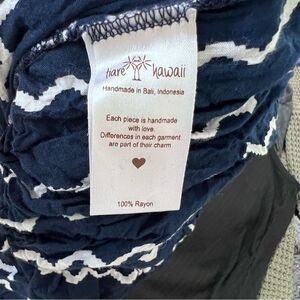 tiare hawaii
Handmade in Bali, Indonesia
Each piece is handmade
with love.
Differences in each garment
are part of their charm
100% Rayon